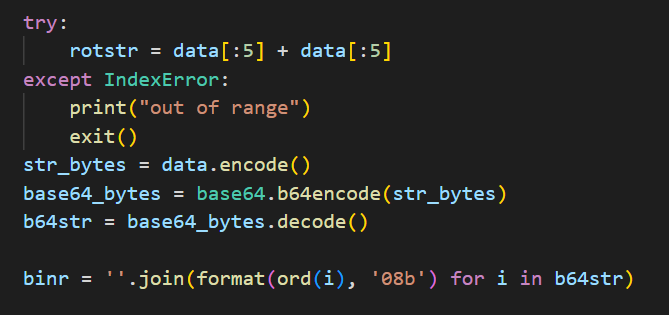 try:
    rotstr = data[:5] + data[:5]
except IndexError:
    print("out of range")
    exit()
str_bytes = data.encode()
base64_bytes = base64.b64encode(str_bytes)
b64str = base64_bytes.decode()

binr = ''.join(format(ord(i), '08b') for i in b64str)